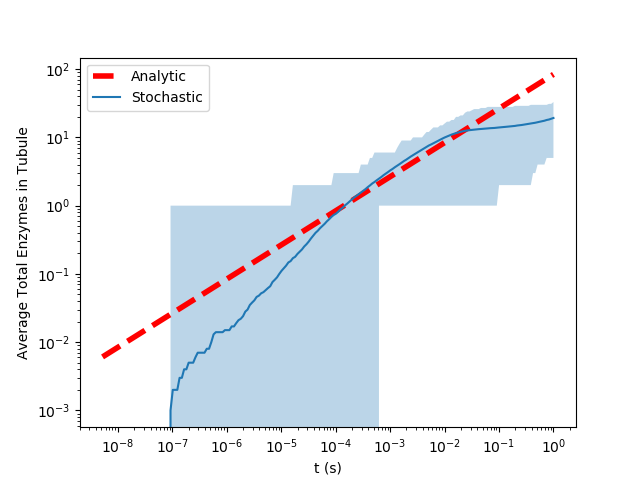 Analytic
Stochastic
Average Total Enzymes in Tubule
10²
10¹
10⁰
10⁻¹
10⁻²
10⁻³
10⁻⁸ 10⁻⁷ 10⁻⁶ 10⁻⁵ 10⁻⁴ 10⁻³ 10⁻² 10⁻¹ 10⁰
t (s)